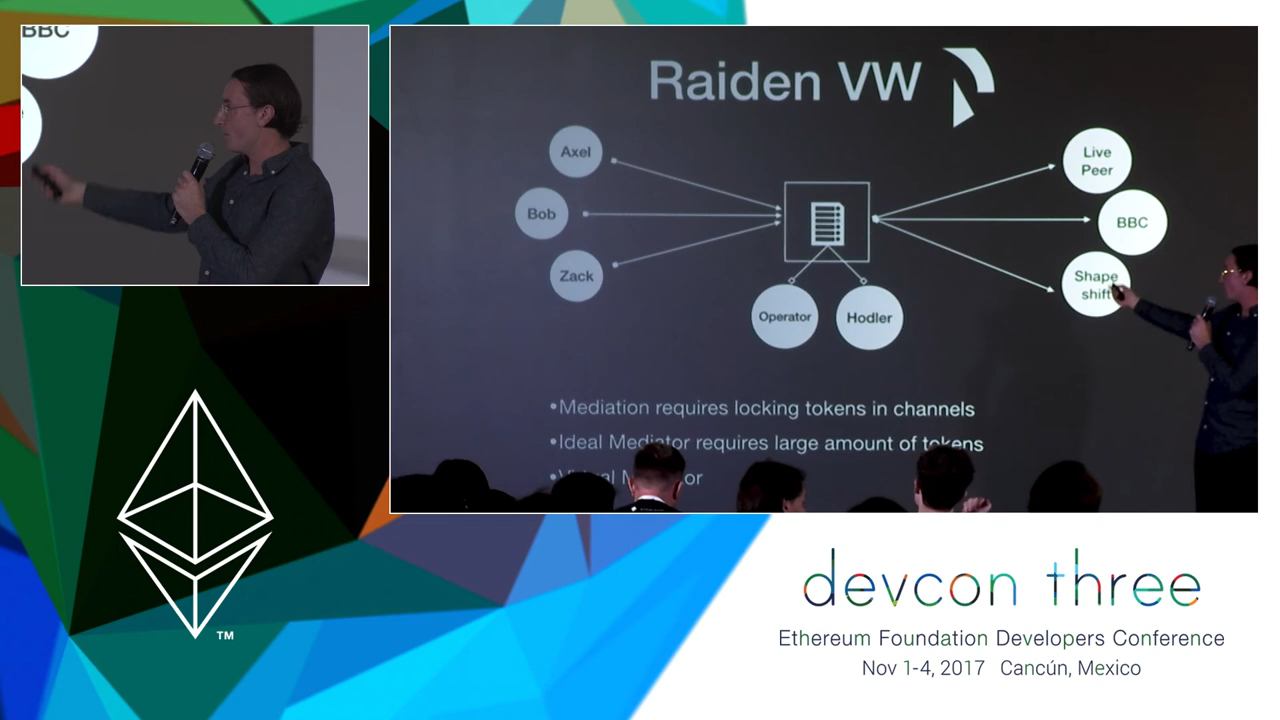 BBC
Raiden VW
Axel
Bob
Zack
Operator
Hodler
Live
Peer
BBC
Shape
shift
•Mediation requires locking tokens in channels
•Ideal Mediator requires large amount of tokens
TM
devcon three
Ethereum Foundation Developers Conference
Nov 1-4, 2017 Cancún, Mexico